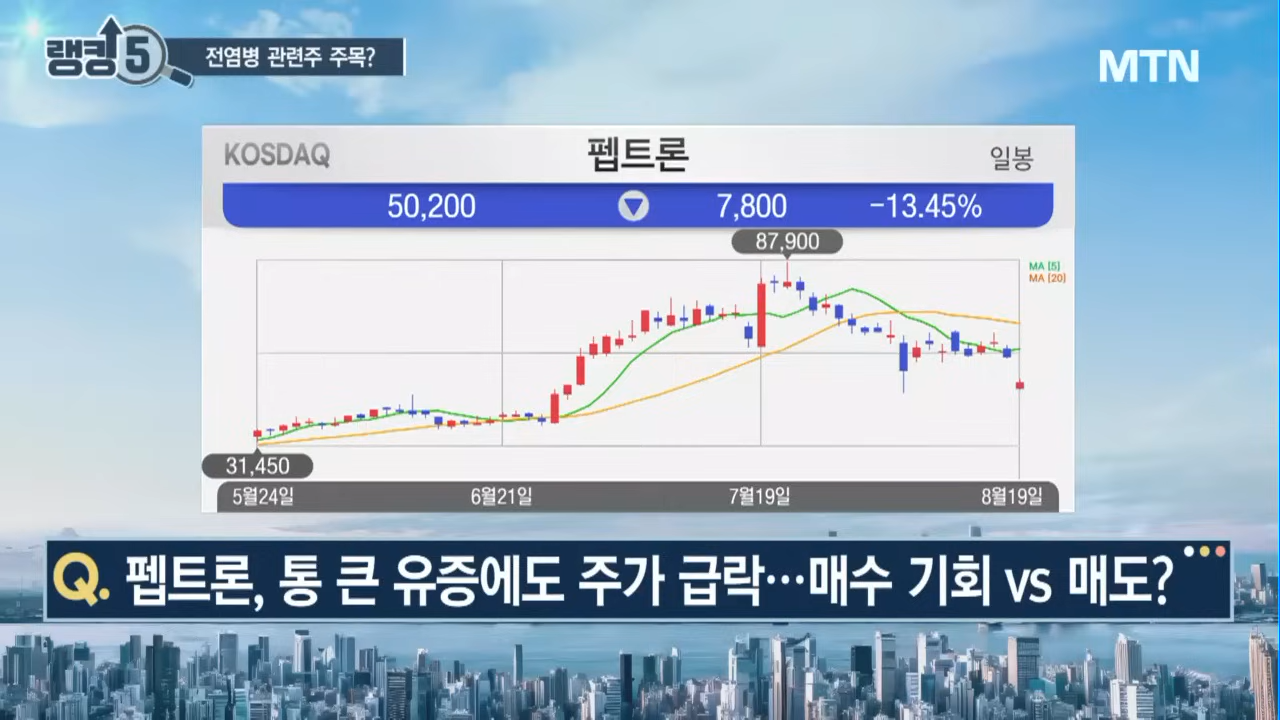 랭킹5
전염병 관련주 주목?
MTN
KOSDAQ
펩트론
일봉
50,200 ▽ 7,800 -13.45%
87,900
MA [5]
MA [20]
31,450
5월24일 6월21일 7월19일 8월19일
Q. 펩트론, 통 큰 유증에도 주가 급락…매수 기회 vs 매도?